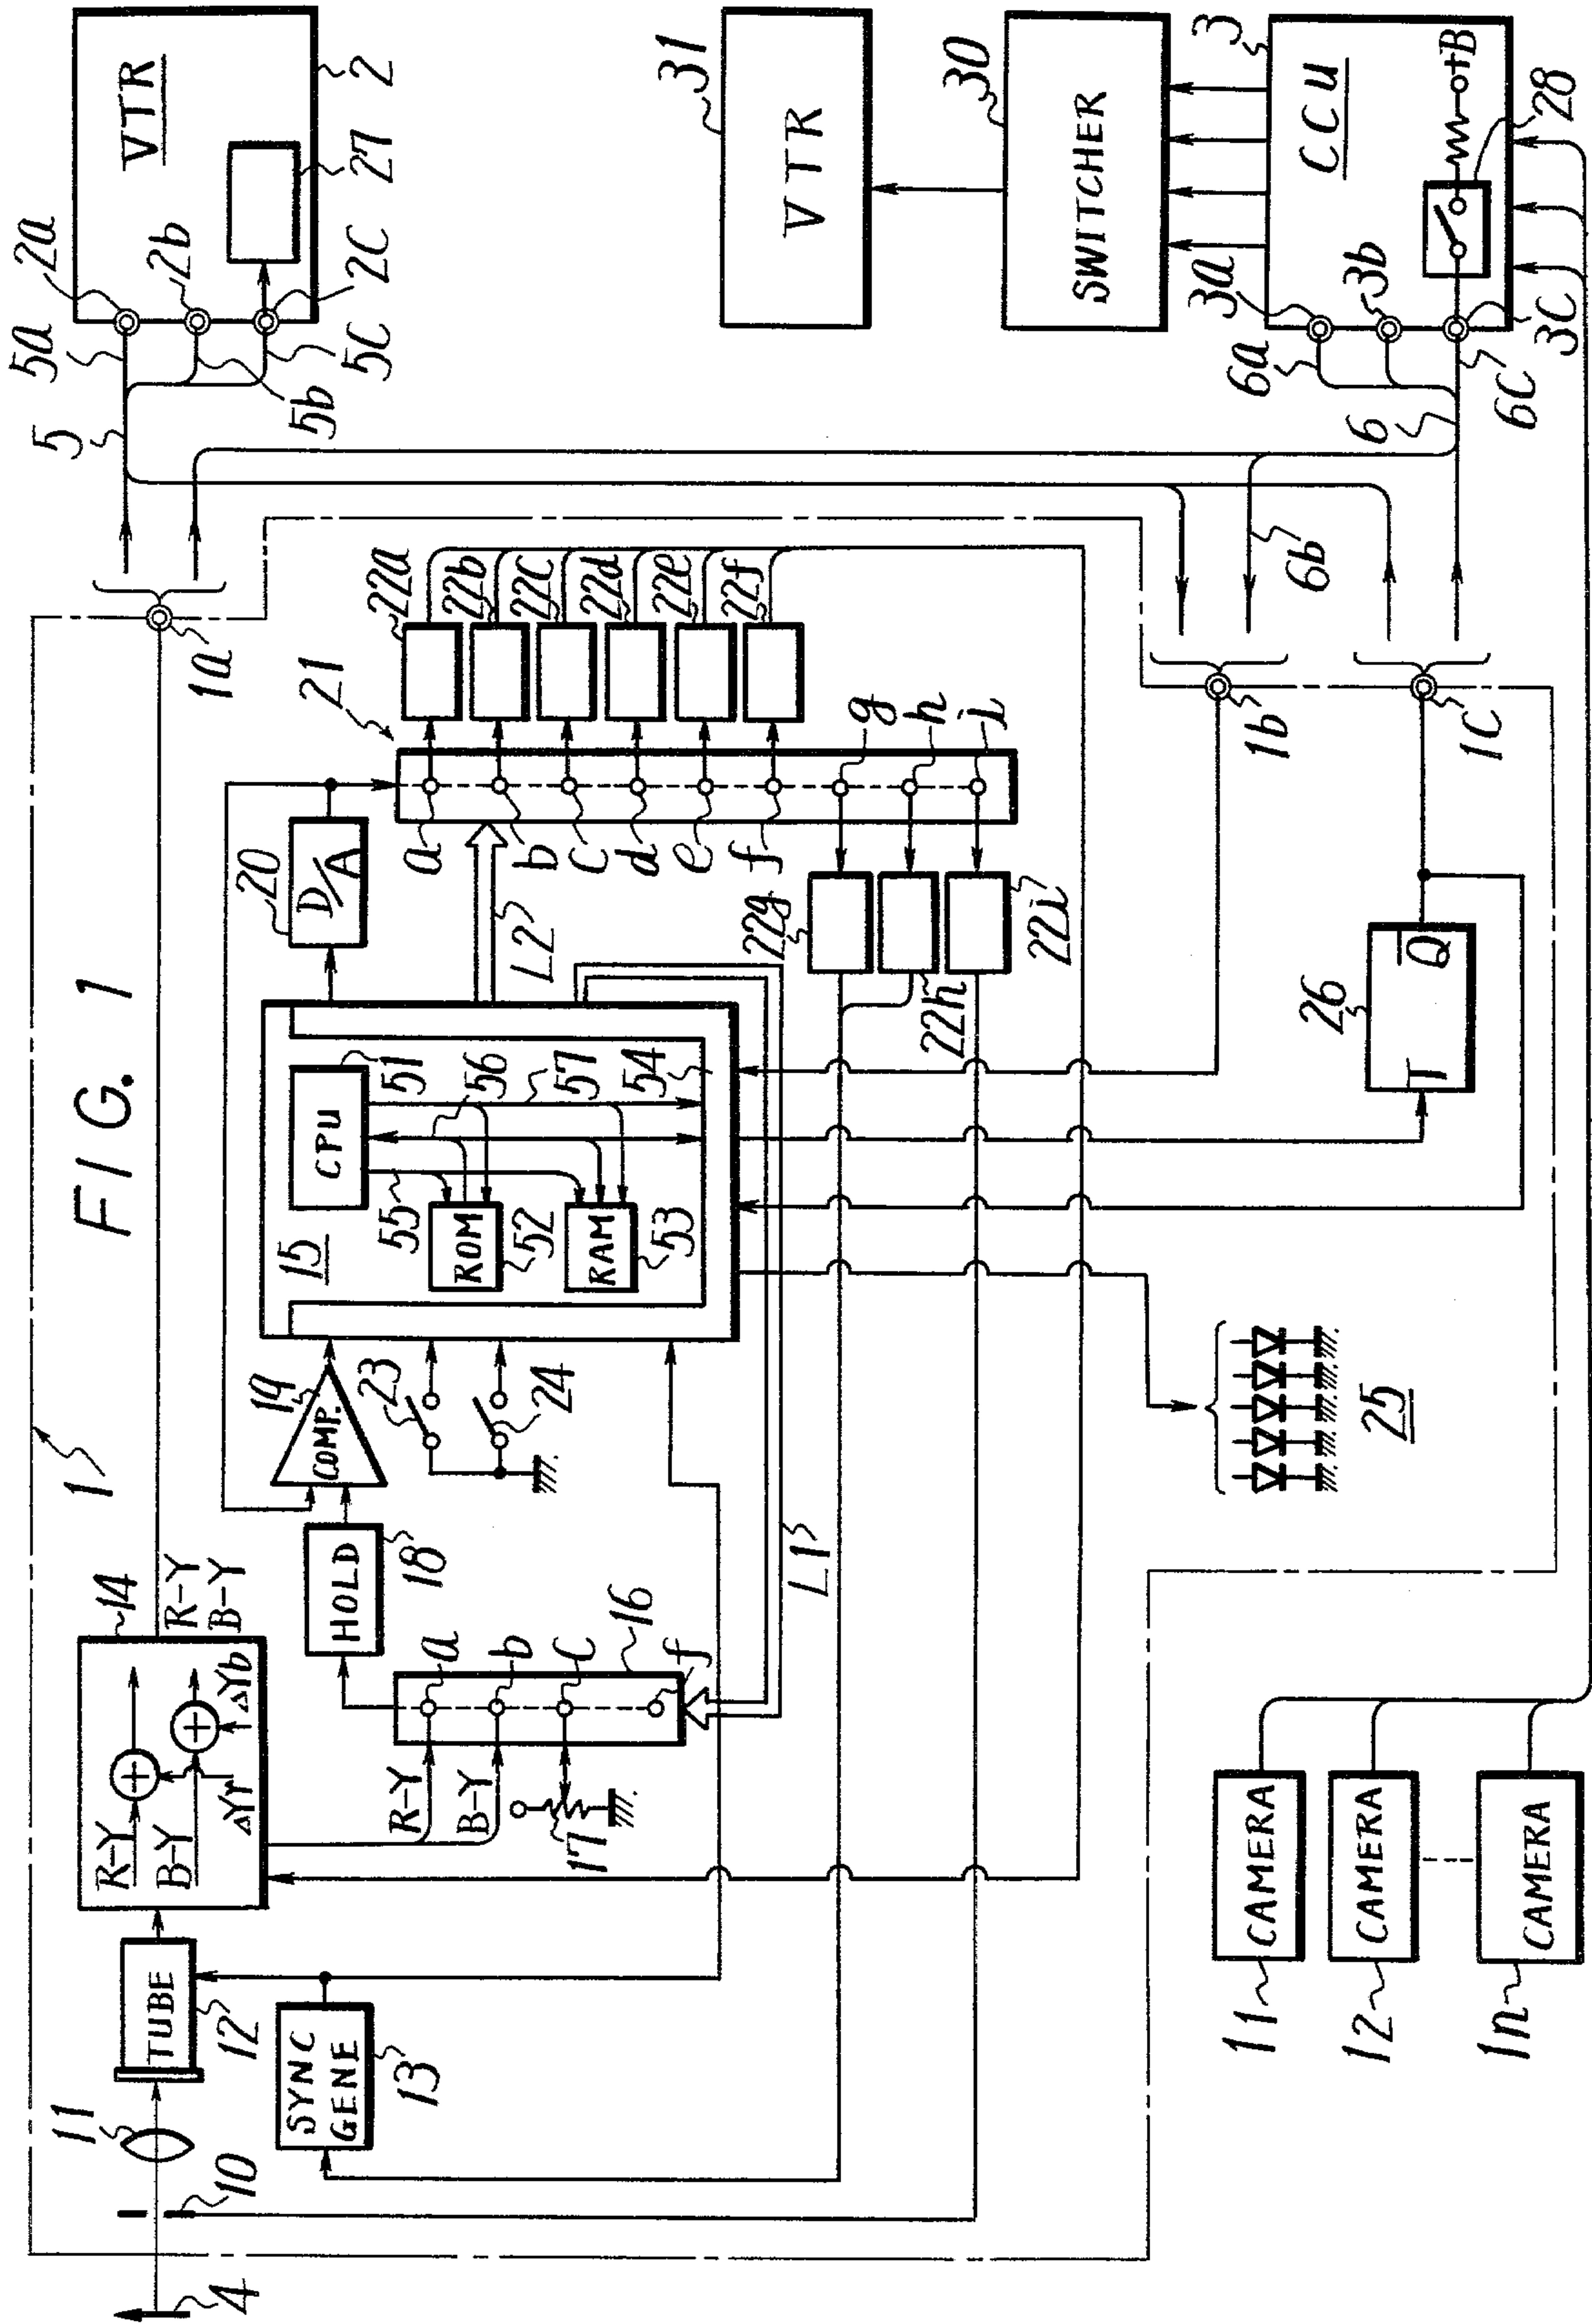 FIG. 1
1
4
10
11
TUBE
12
SYNC
GENE
13
14
R-Y
B-Y
ΔYr
ΔYb
R-Y
B-Y
1a
R-Y
B-Y
17
a
b
c
f
16
HOLD
18
COMP.
19
23
24
L1
15
CPU
51
ROM
52
RAM
53
54
55
56
57
D/A
20
L2
21
a
b
c
d
e
f
g
h
j
22a
22b
22c
22d
22e
22f
22g
22h
22j
25
26
T
Q̅
1b
1c
5
5a
5b
5c
2a
2b
2c
VTR
2
27
6
6a
6b
6c
3a
3b
3c
CCU
3
+B
28
SWITCHER
30
VTR
31
CAMERA
11
CAMERA
12
CAMERA
1n